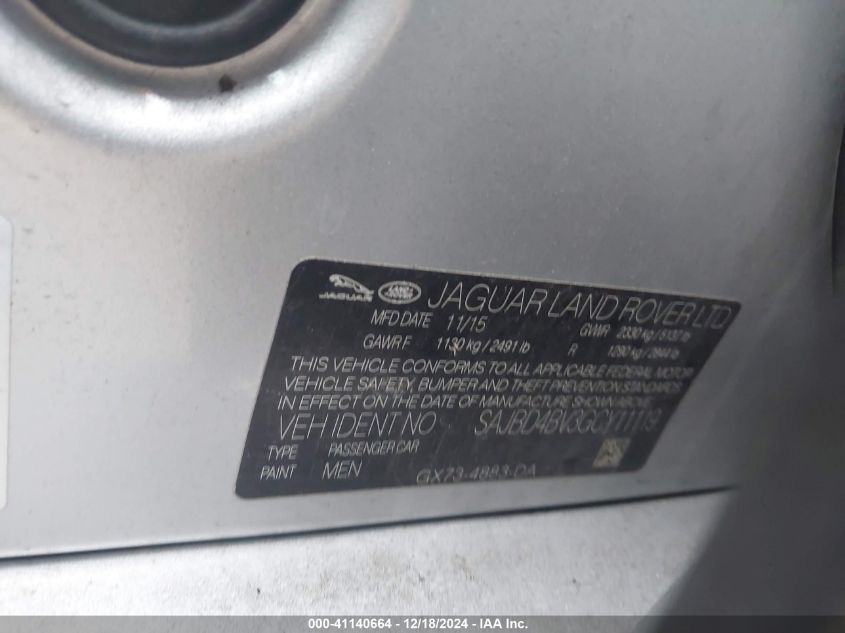 JAGUAR LAND ROVER JAGUAR LAND ROVER LTD
MFD DATE 11/15 GVWR 2330 kg / 5137 lb
GAWR F 1130 kg / 2491 lb R 1290 kg / 2844 lb
THIS VEHICLE CONFORMS TO ALL APPLICABLE FEDERAL MOTOR
VEHICLE SAFETY, BUMPER AND THEFT PREVENTION STANDARDS
IN EFFECT ON THE DATE OF MANUFACTURE SHOWN ABOVE.
VEH IDENT NO SAJBD4BV3GCY11119
TYPE PASSENGER CAR
PAINT MEN
GX73-4883-DA
000-41140664 - 12/18/2024 - IAA Inc.